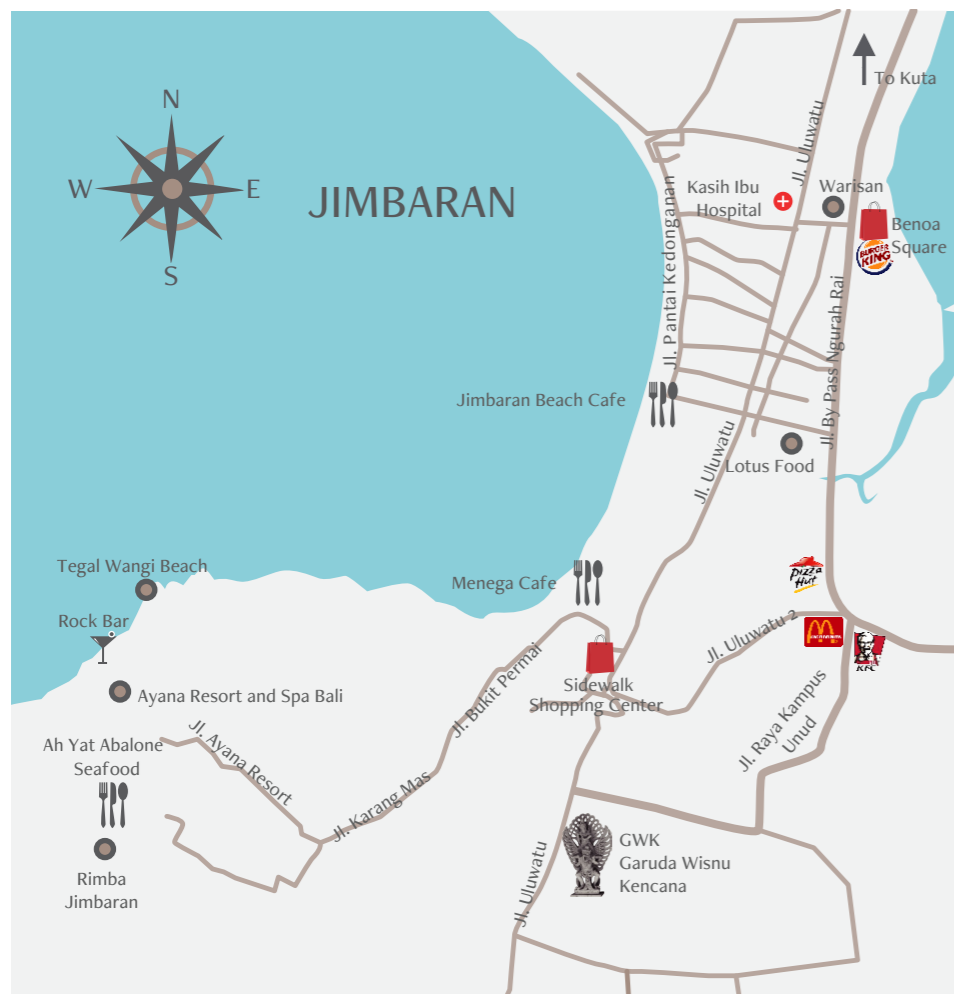 N
W
E
S
JIMBARAN
To Kuta
Jl. Uluwatu
Kasih Ibu
Hospital
Warisan
Benoa
Square
BURGER
KING
Jl. Pantai Kedonganan
Jl. By Pass Ngurah Rai
Jimbaran Beach Cafe
Jl. Uluwatu
Lotus Food
Tegal Wangi Beach
Menega Cafe
Pizza
Hut
Rock Bar
Jl. Uluwatu 2
KFC
Ayana Resort and Spa Bali
Sidewalk
Shopping Center
Jl. Bukit Permai
Jl. Raya Kampus
Unud
Jl. Ayana Resort
Ah Yat Abalone
Seafood
Jl. Karang Mas
Rimba
Jimbaran
Jl. Uluwatu
GWK
Garuda Wisnu
Kencana